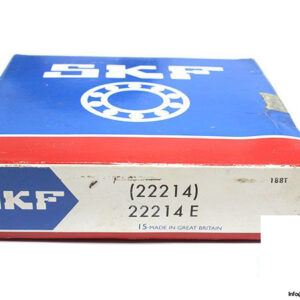 SKF
(22214)
188T
SKF
22214 E
15-MADE IN GREAT BRITAIN